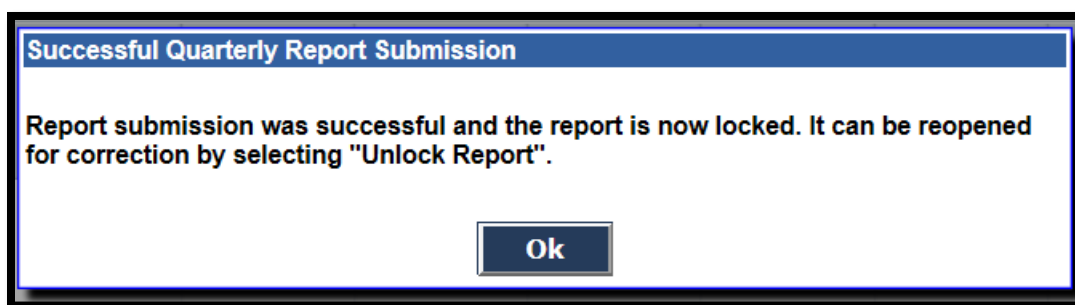 Successful Quarterly Report Submission
Report submission was successful and the report is now locked. It can be reopened
for correction by selecting "Unlock Report".
Ok